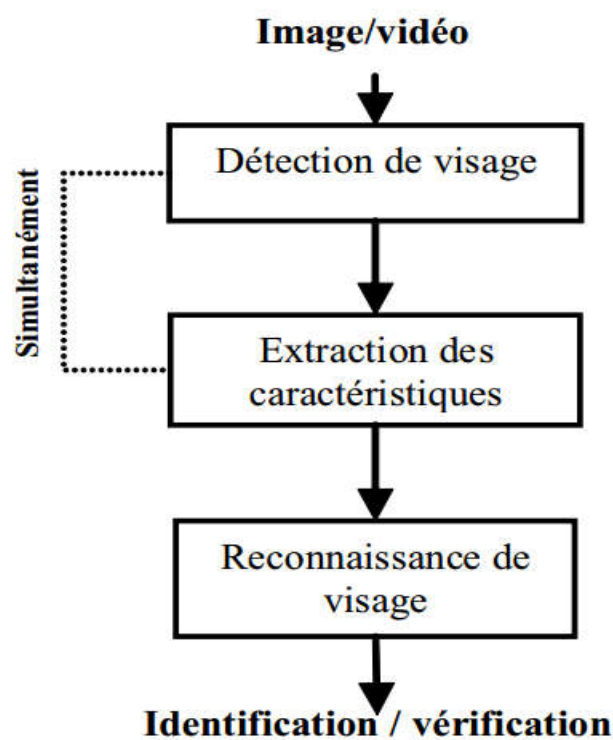 Image/vidéo
Détection de visage
Simultanément
Extraction des
caractéristiques
Reconnaissance de
visage
Identification / vérification